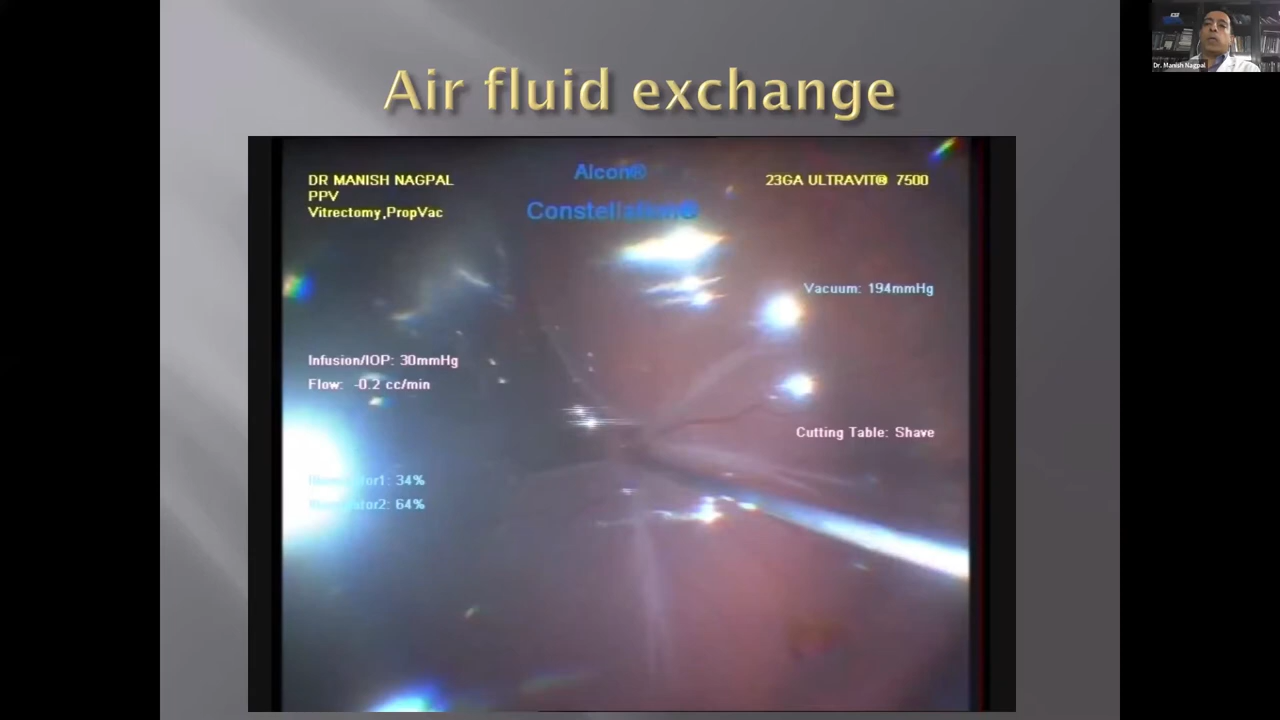 Air fluid exchange
Dr. Manish Nagpal
DR MANISH NAGPAL
PPV
Vitrectomy,PropVac
Alcon®
Constellation®
23GA ULTRAVIT® 7500
Vacuum: 194mmHg
Infusion/IOP: 30mmHg
Flow: -0.2 cc/min
Cutting Table: Shave
34%
64%